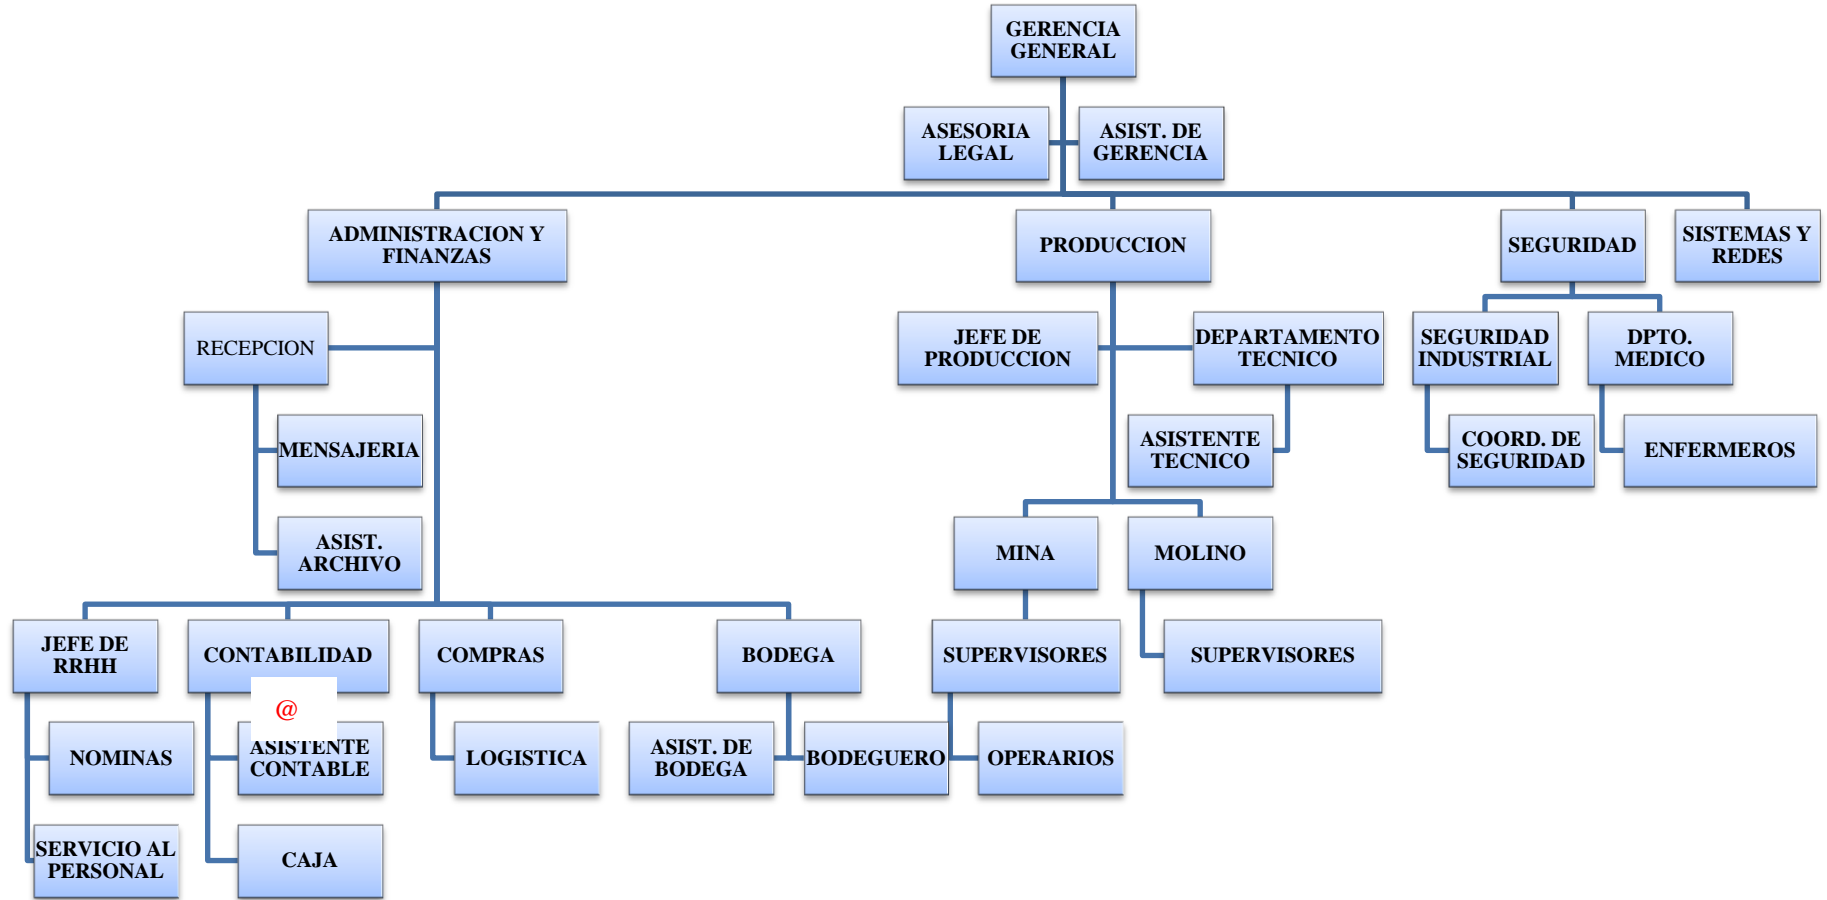 GERENCIA
GENERAL
ASESORIA
LEGAL
ASIST. DE
GERENCIA
ADMINISTRACION Y
FINANZAS
PRODUCCION
SEGURIDAD
SISTEMAS Y
REDES
RECEPCION
JEFE DE
PRODUCCION
DEPARTAMENTO
TECNICO
SEGURIDAD
INDUSTRIAL
DPTO.
MEDICO
MENSAJERIA
ASISTENTE
TECNICO
COORD. DE
SEGURIDAD
ENFERMEROS
ASIST.
ARCHIVO
MINA
MOLINO
JEFE DE
RRHH
CONTABILIDAD
COMPRAS
BODEGA
SUPERVISORES
SUPERVISORES
@
NOMINAS
ASISTENTE
CONTABLE
LOGISTICA
ASIST. DE
BODEGA
BODEGUERO
OPERARIOS
SERVICIO AL
PERSONAL
CAJA